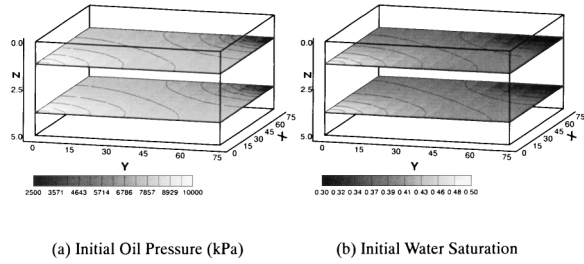 0.0
2.5
5.0
Z
0 15 30 45 60 75
Y
0 15 30 45 60 75
X
2500 3571 4643 5714 6786 7857 8929 10000
(a) Initial Oil Pressure (kPa)
0.0
2.5
5.0
Z
0 15 30 45 60 75
Y
0 15 30 45 60 75
X
0.30 0.32 0.34 0.39 0.41 0.43 0.46 0.48 0.50
(b) Initial Water Saturation